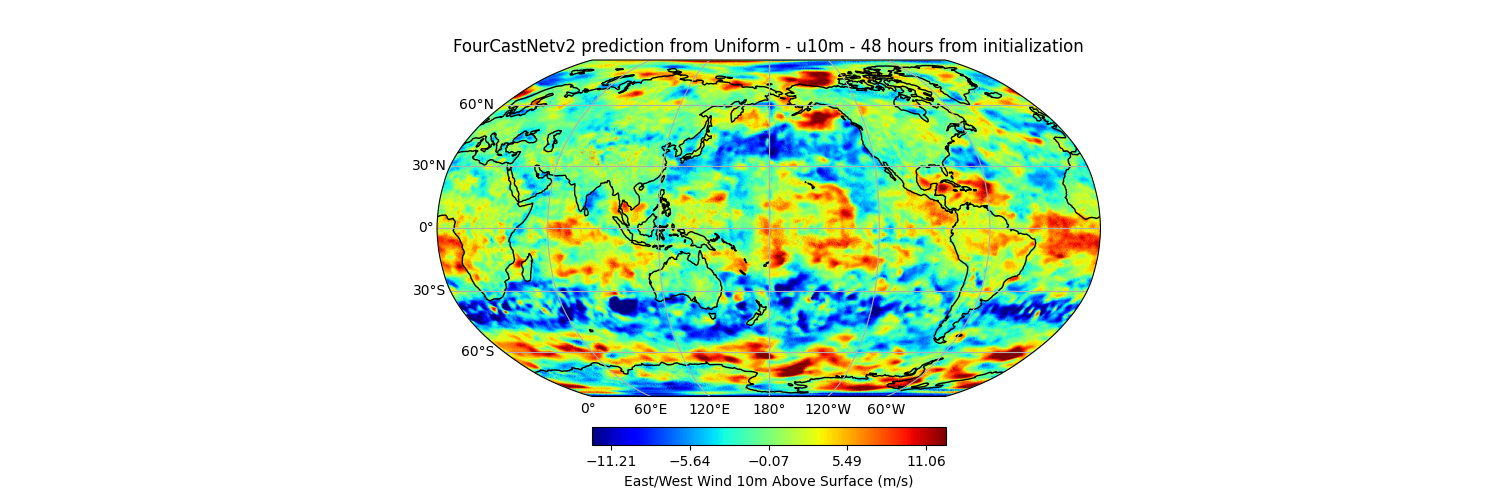 FourCastNetv2 prediction from Uniform - u10m - 48 hours from initialization
60°N
30°N
0°
30°S
60°S
0° 60°E 120°E 180° 120°W 60°W
−11.21 −5.64 −0.07 5.49 11.06
East/West Wind 10m Above Surface (m/s)